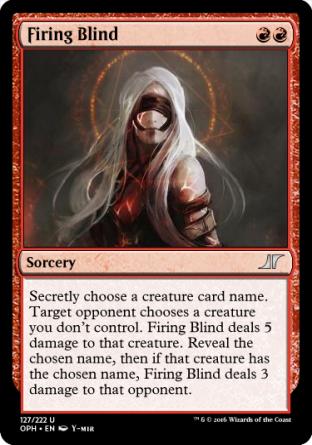 Firing Blind
Sorcery
Secretly choose a creature card name.
Target opponent chooses a creature
you don't control. Firing Blind deals 5
damage to that creature. Reveal the
chosen name, then if that creature has
the chosen name, Firing Blind deals 3
damage to that opponent.
127/222 U
OPH • EN Y-M1R
™ & © 2016 Wizards of the Coast